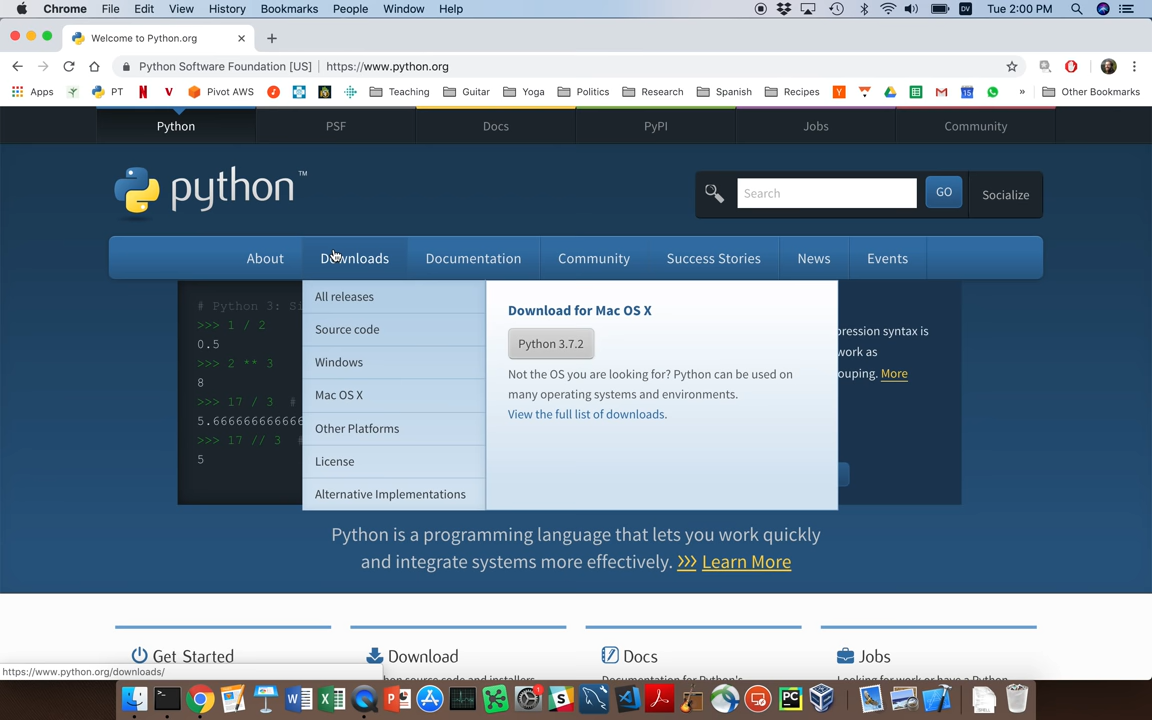 Chrome File Edit View History Bookmarks People Window Help
DV Tue 2:00 PM
Welcome to Python.org
Python Software Foundation [US] https://www.python.org
Apps PT Pivot AWS Teaching Guitar Yoga Politics Research Spanish Recipes 15 » Other Bookmarks
Python PSF Docs PyPI Jobs Community
python™
Search GO Socialize
About Downloads Documentation Community Success Stories News Events
All releases
Source code
Windows
Mac OS X
Other Platforms
License
Alternative Implementations
Download for Mac OS X
Python 3.7.2
Not the OS you are looking for? Python can be used on
many operating systems and environments.
View the full list of downloads.
# Python 3: Si
>>> 1 / 2
0.5
>>> 2 ** 3
8
>>> 17 / 3 #
5.66666666666
>>> 17 // 3 #
5
pression syntax is
work as
ouping. More
Python is a programming language that lets you work quickly
and integrate systems more effectively. >>> Learn More
Get Started Download Docs Jobs
https://www.python.org/downloads/